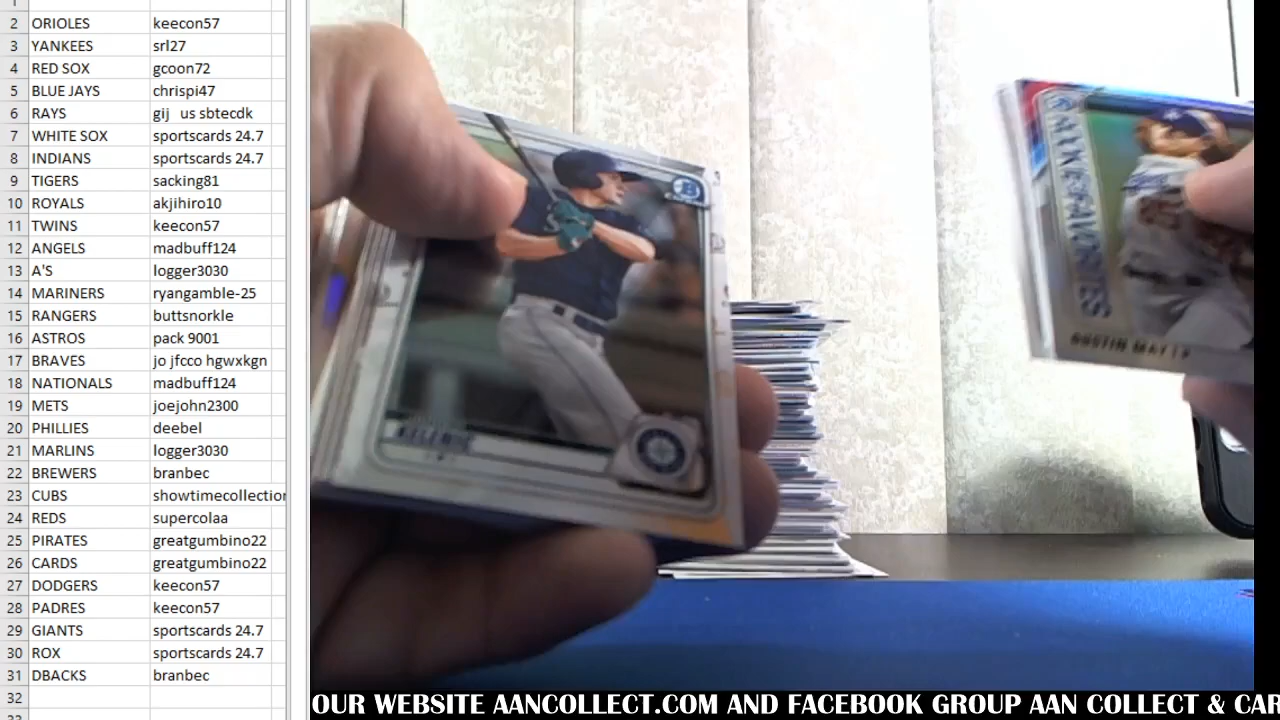 2 ORIOLES keecon57
3 YANKEES srl27
4 RED SOX gcoon72
5 BLUE JAYS chrispi47
6 RAYS gij us sbtecdk
7 WHITE SOX sportscards 24.7
8 INDIANS sportscards 24.7
9 TIGERS sacking81
10 ROYALS akjihiro10
11 TWINS keecon57
12 ANGELS madbuff124
13 A'S logger3030
14 MARINERS ryangamble-25
15 RANGERS buttsnorkle
16 ASTROS pack 9001
17 BRAVES jo jfcco hgwxkgn
18 NATIONALS madbuff124
19 METS joejohn2300
20 PHILLIES deebel
21 MARLINS logger3030
22 BREWERS branbec
23 CUBS showtimecollection
24 REDS supercolaa
25 PIRATES greatgumbino22
26 CARDS greatgumbino22
27 DODGERS keecon57
28 PADRES keecon57
29 GIANTS sportscards 24.7
30 ROX sportscards 24.7
31 DBACKS branbec
32
KELENIC
B
DUSTIN MAY
OUR WEBSITE AANCOLLECT.COM AND FACEBOOK GROUP AAN COLLECT & CAR